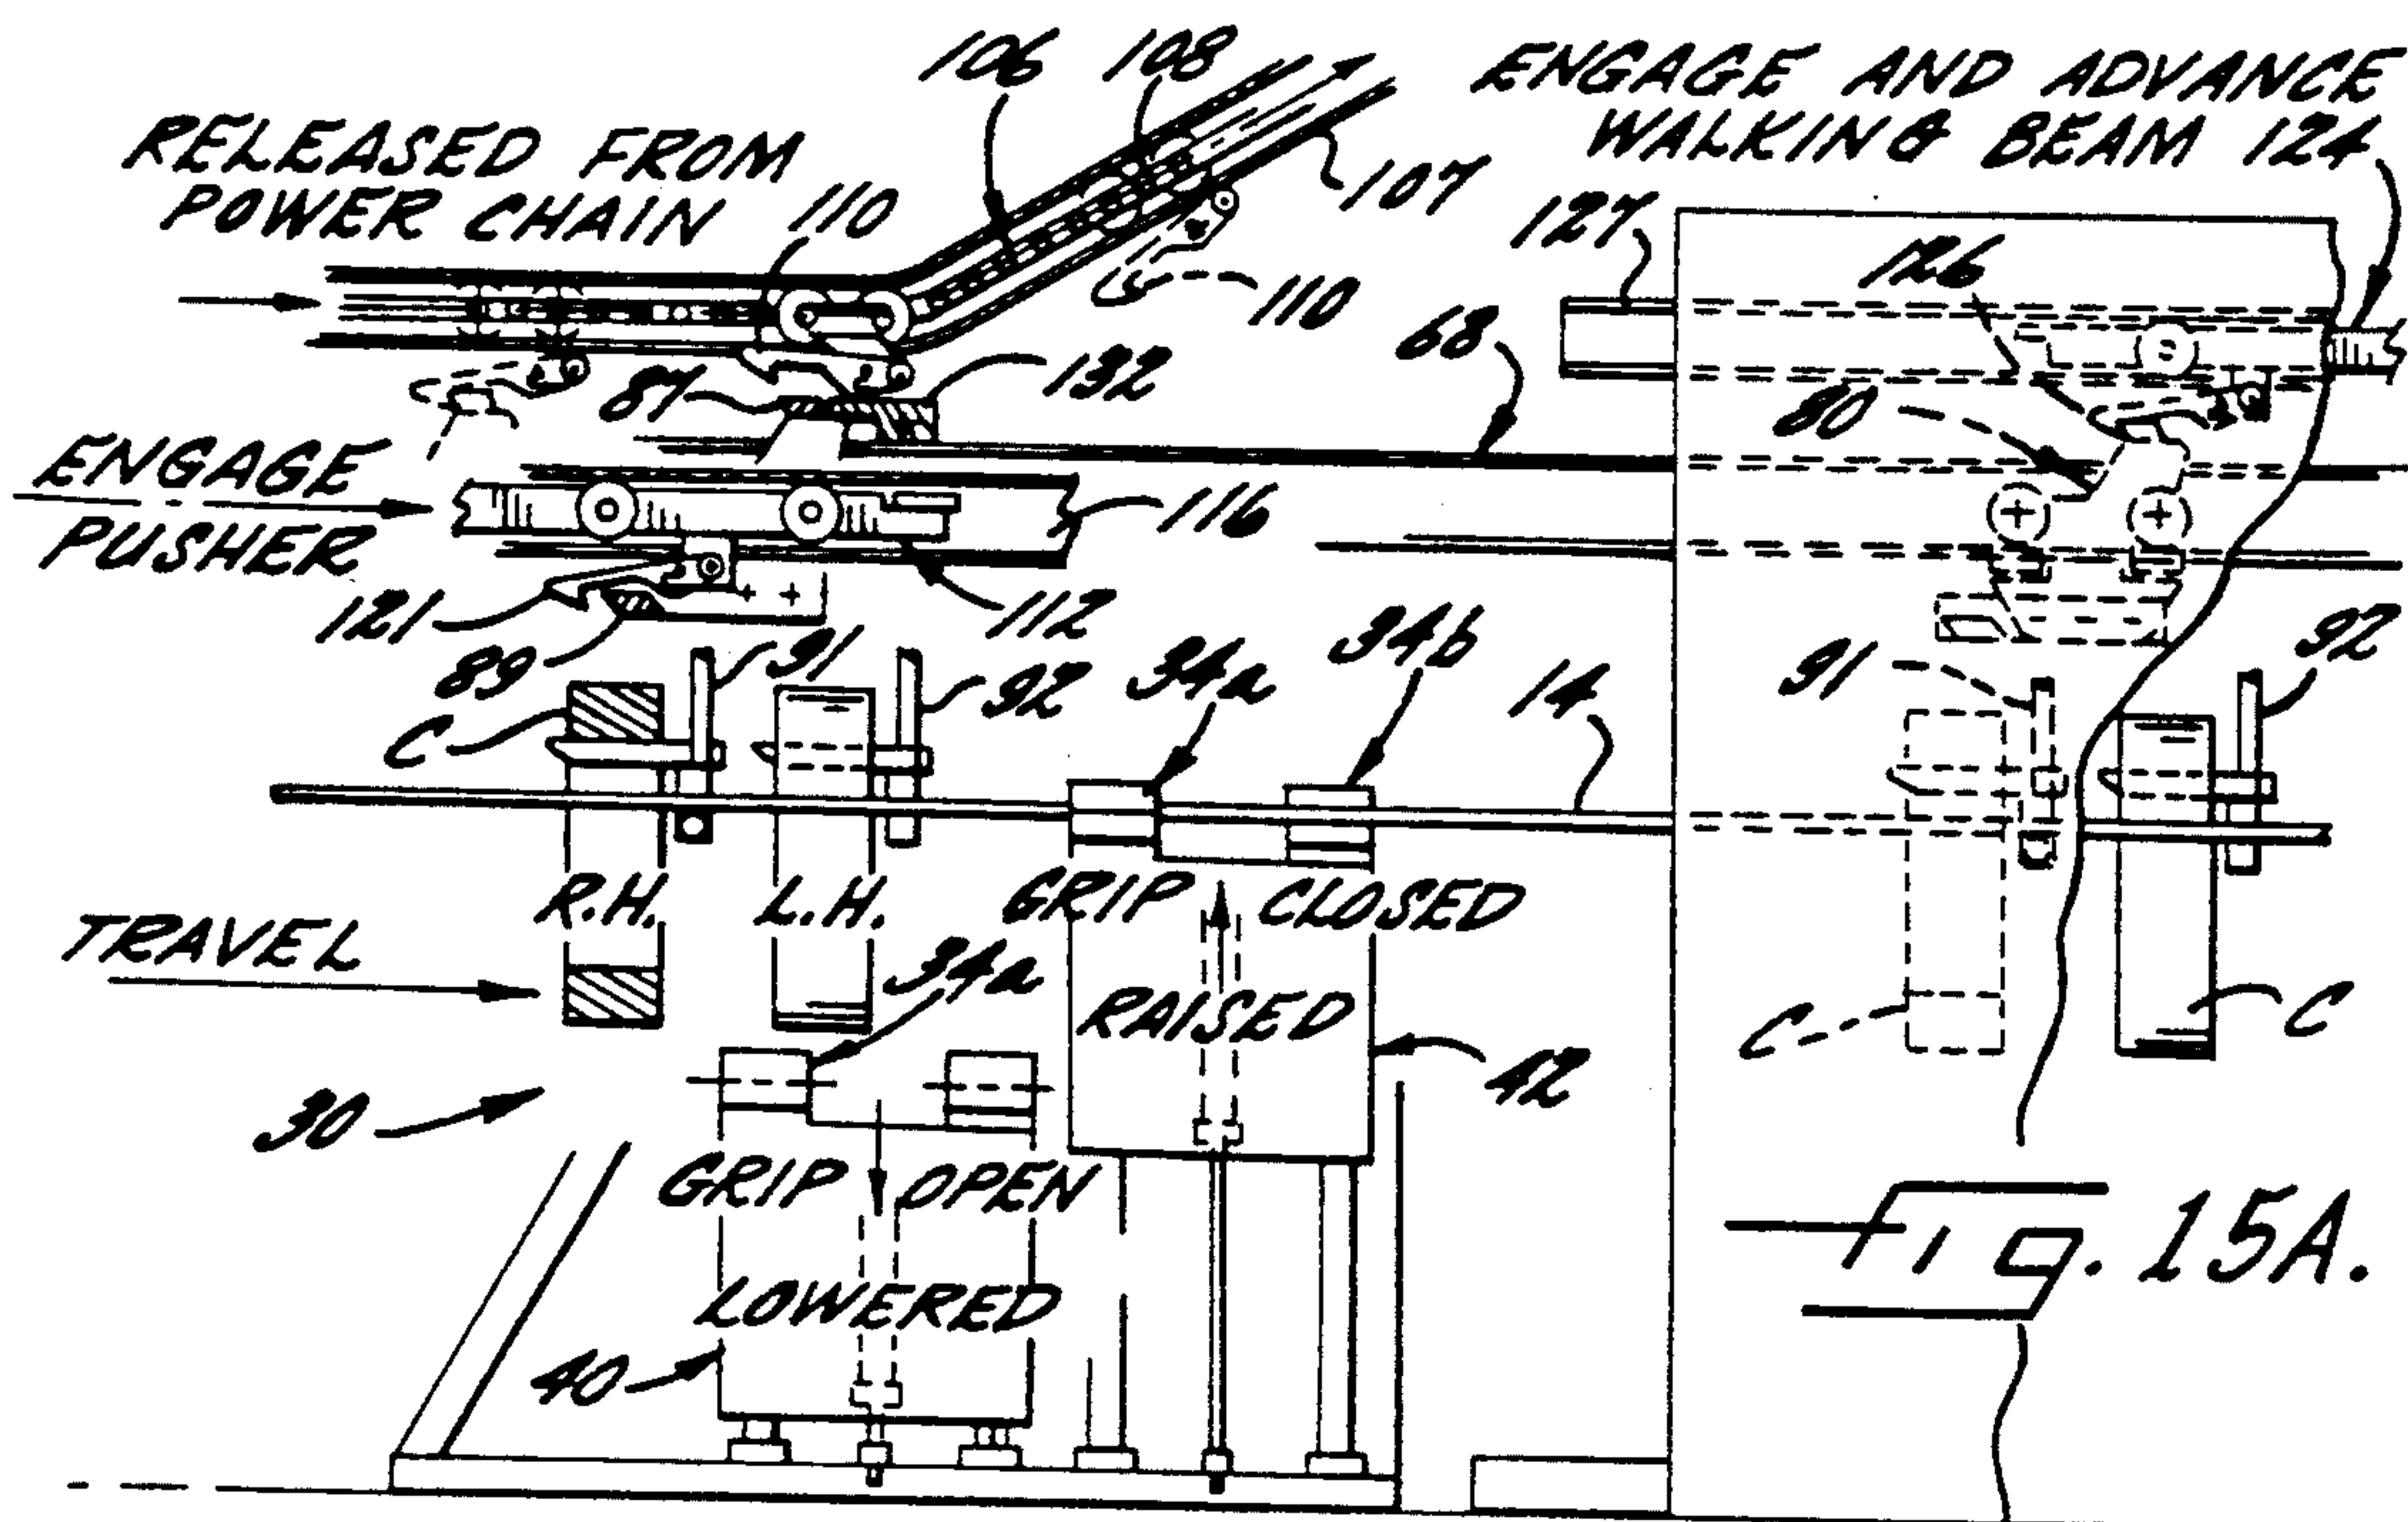 106 108
ENGAGE AND ADVANCE
WALKING BEAM 124
RELEASED FROM
POWER CHAIN
110
107
127
126
110
68
132
87
80
ENGAGE
PUSHER
116
121
112
89
91
92
34a
34b
14
91
92
C
R.H. L.H.
GRIP CLOSED
TRAVEL
34a
RAISED
C
C
42
30
GRIP OPEN
LOWERED
40
FIG. 15A.